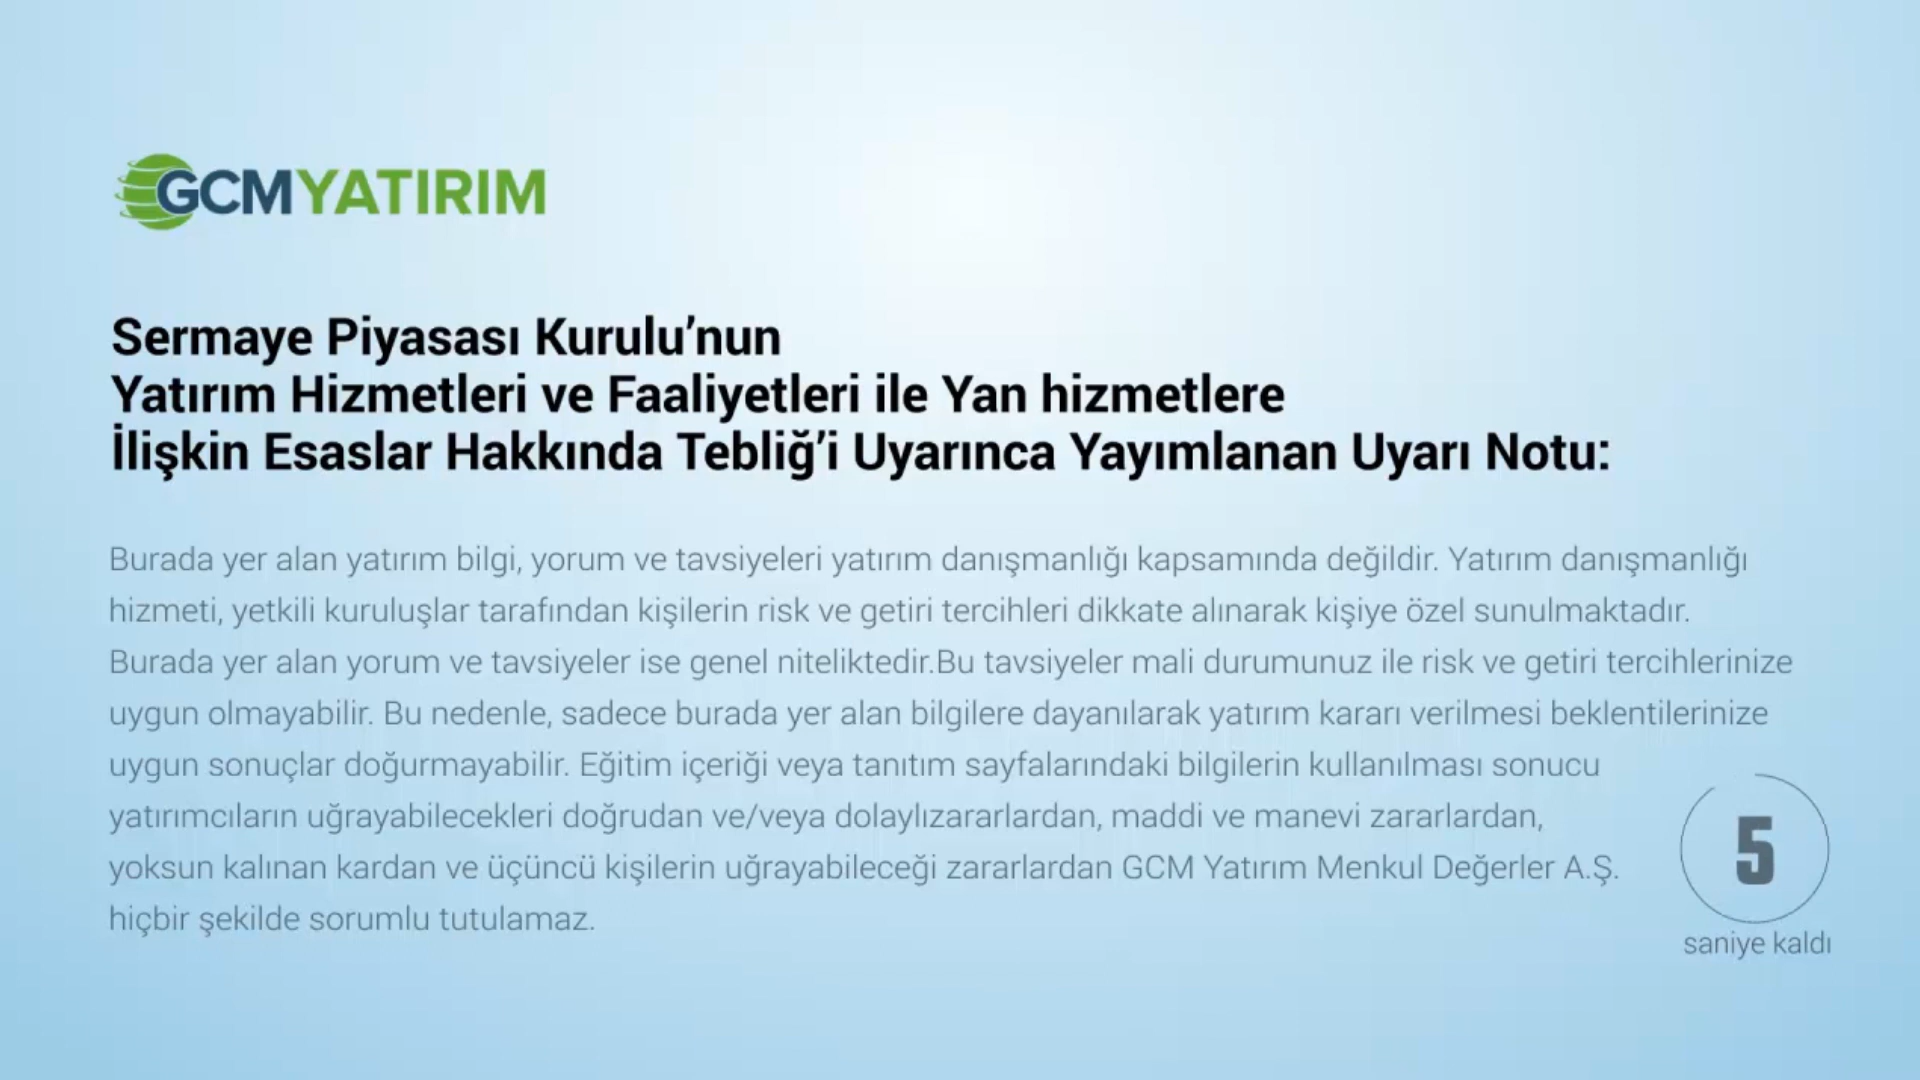 GCMYATIRIM
Sermaye Piyasası Kurulu’nun
Yatırım Hizmetleri ve Faaliyetleri ile Yan hizmetlere
İlişkin Esaslar Hakkında Tebliğ’i Uyarınca Yayımlanan Uyarı Notu:
Burada yer alan yatırım bilgi, yorum ve tavsiyeleri yatırım danışmanlığı kapsamında değildir. Yatırım danışmanlığı
hizmeti, yetkili kuruluşlar tarafından kişilerin risk ve getiri tercihleri dikkate alınarak kişiye özel sunulmaktadır.
Burada yer alan yorum ve tavsiyeler ise genel niteliktedir.Bu tavsiyeler mali durumunuz ile risk ve getiri tercihlerinize
uygun olmayabilir. Bu nedenle, sadece burada yer alan bilgilere dayanılarak yatırım kararı verilmesi beklentilerinize
uygun sonuçlar doğurmayabilir. Eğitim içeriği veya tanıtım sayfalarındaki bilgilerin kullanılması sonucu
yatırımcıların uğrayabilecekleri doğrudan ve/veya dolaylızararlardan, maddi ve manevi zararlardan,
yoksun kalınan kardan ve üçüncü kişilerin uğrayabileceği zararlardan GCM Yatırım Menkul Değerler A.Ş.
hiçbir şekilde sorumlu tutulamaz.
5
saniye kaldı